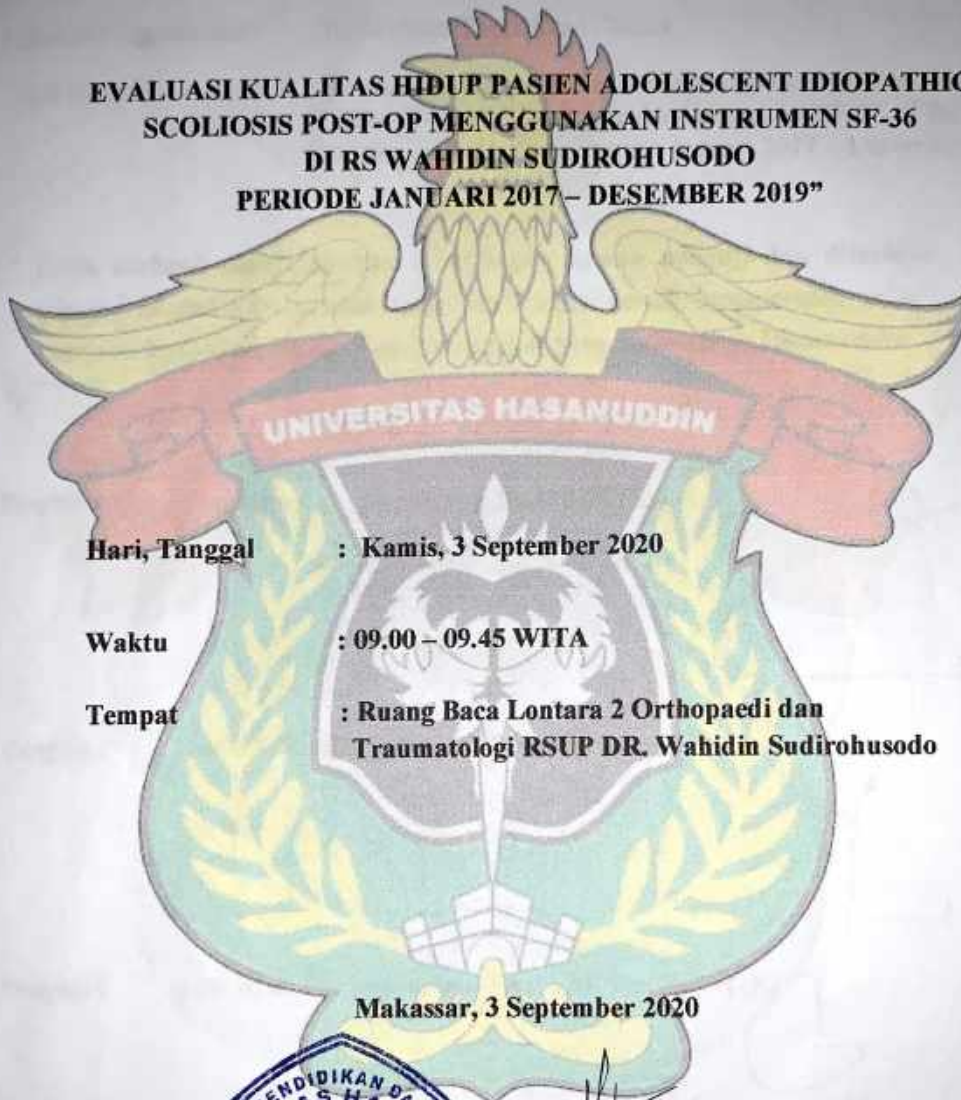 EVALUASI KUALITAS HIDUP PASIEN ADOLESCENT IDIOPATHIC
SCOLIOSIS POST-OP MENGGUNAKAN INSTRUMEN SF-36
DI RS WAHIDIN SUDIROHUSODO
PERIODE JANUARI 2017 – DESEMBER 2019”
UNIVERSITAS HASANUDDIN
Hari, Tanggal : Kamis, 3 September 2020
Waktu : 09.00 – 09.45 WITA
Tempat : Ruang Baca Lontara 2 Orthopaedi dan
Traumatologi RSUP DR. Wahidin Sudirohusodo
Makassar, 3 September 2020